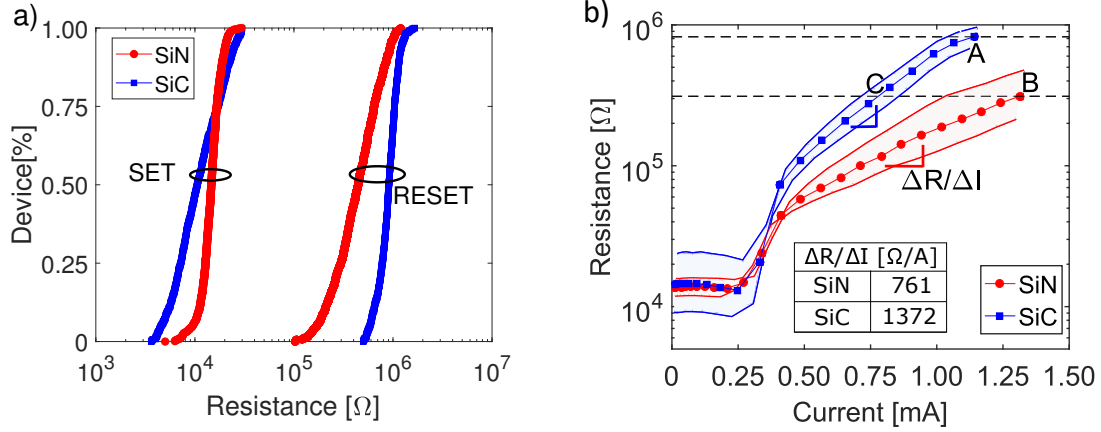 a)
1.00
0.75
0.50
0.25
0
Device[%]
SiN
SiC
SET
RESET
10³
10⁴
10⁵
10⁶
10⁷
Resistance [Ω]
b)
10⁶
10⁵
10⁴
Resistance [Ω]
A
B
C
ΔR/ΔI
ΔR/ΔI [Ω/A]
SiN 761
SiC 1372
SiN
SiC
0 0.25 0.50 0.75 1.00 1.25 1.50
Current [mA]